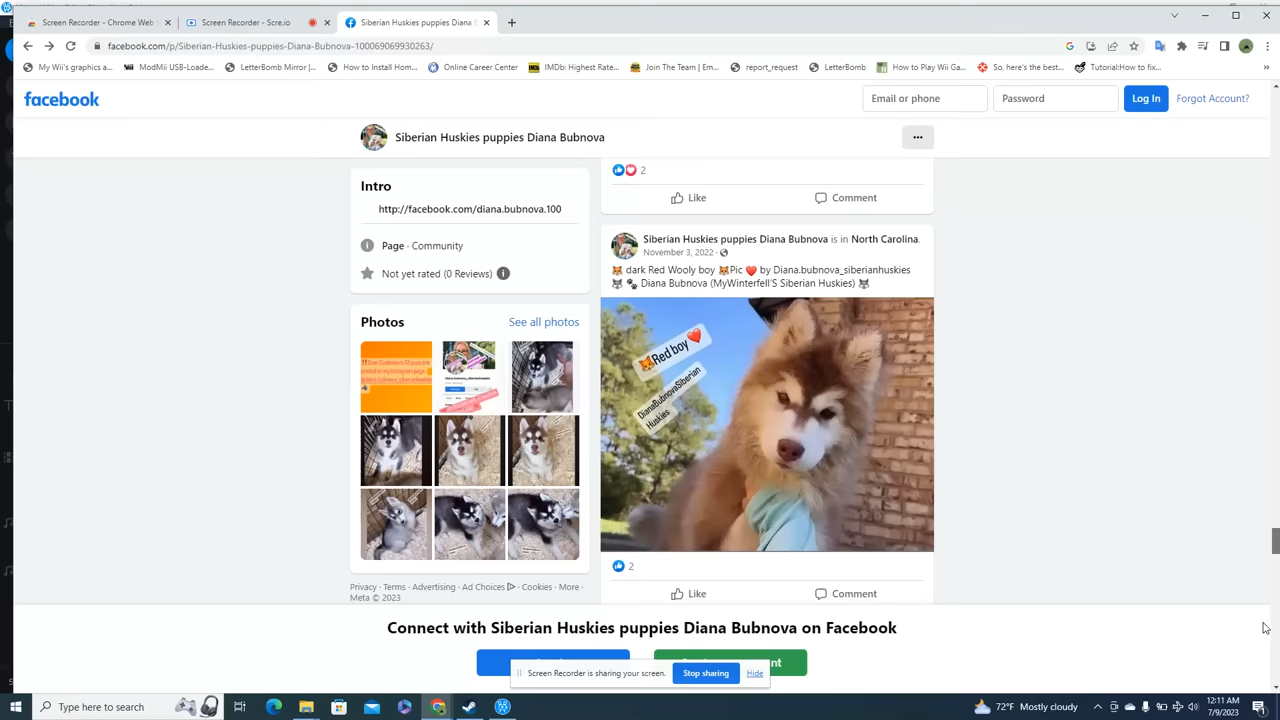 Screen Recorder - Chrome Web
Screen Recorder - Scre.io
Siberian Huskies puppies Diana
facebook.com/p/Siberian-Huskies-puppies-Diana-Bubnova-100069069930263/
My Wii's graphics a...
ModMii USB-Loade...
LetterBomb Mirror |...
How to Install Hom...
Online Career Center
IMDb: Highest Rate...
Join The Team | Em...
report_request
LetterBomb
How to Play Wii Ga...
So, here's the best...
Tutorial:How to fix...
»
facebook
Email or phone
Password
Log In
Forgot Account?
Siberian Huskies puppies Diana Bubnova
Intro
http://facebook.com/diana.bubnova.100
Page · Community
Not yet rated (0 Reviews)
Photos
See all photos
Privacy · Terms · Advertising · Ad Choices · Cookies · More ·
Meta © 2023
2
Like
Comment
Siberian Huskies puppies Diana Bubnova is in North Carolina.
November 3, 2022 ·
🦊 dark Red Wooly boy 🦊Pic ❤️ by Diana.bubnova_siberianhuskies
🐺 🐾 Diana Bubnova (MyWinterfell'S Siberian Huskies) 🐺
🦊Red boy❤️
DianaBubnovaSiberian
Huskies
2
Like
Comment
Connect with Siberian Huskies puppies Diana Bubnova on Facebook
Screen Recorder is sharing your screen.
Stop sharing
Hide
Type here to search
72°F Mostly cloudy
12:11 AM
7/9/2023